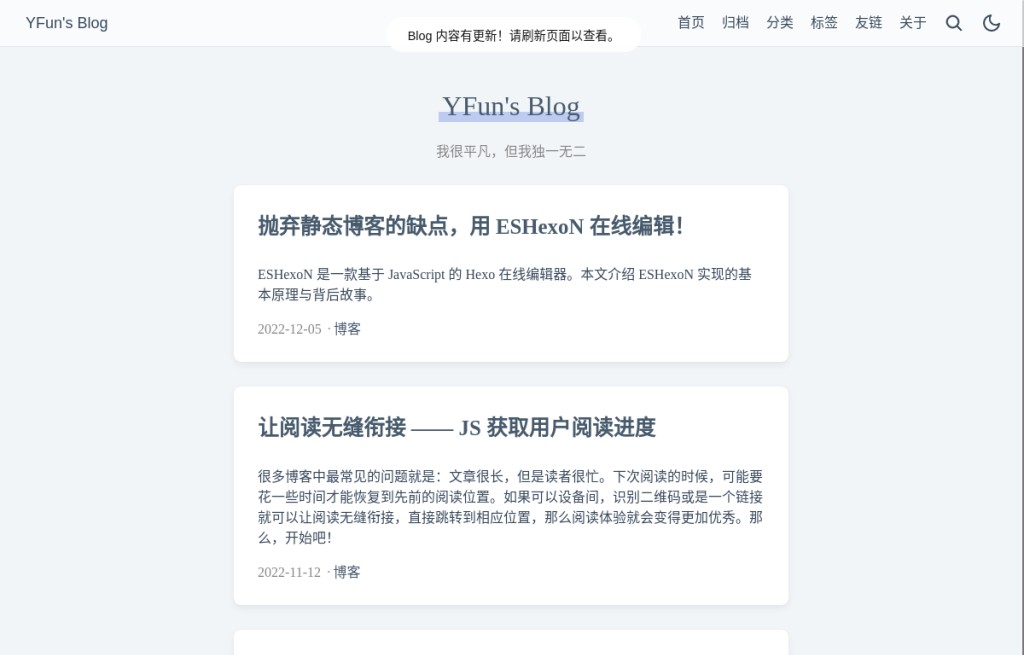 YFun's Blog
首页 归档 分类 标签 友链 关于
Blog 内容有更新！请刷新页面以查看。
YFun's Blog
我很平凡，但我独一无二
抛弃静态博客的缺点，用 ESHexoN 在线编辑！
ESHexoN 是一款基于 JavaScript 的 Hexo 在线编辑器。本文介绍 ESHexoN 实现的基
本原理与背后故事。
2022-12-05 · 博客
让阅读无缝衔接 —— JS 获取用户阅读进度
很多博客中最常见的问题就是：文章很长，但是读者很忙。下次阅读的时候，可能要
花一些时间才能恢复到先前的阅读位置。如果可以设备间，识别二维码或是一个链接
就可以让阅读无缝衔接，直接跳转到相应位置，那么阅读体验就会变得更加优秀。那
么，开始吧！
2022-11-12 · 博客